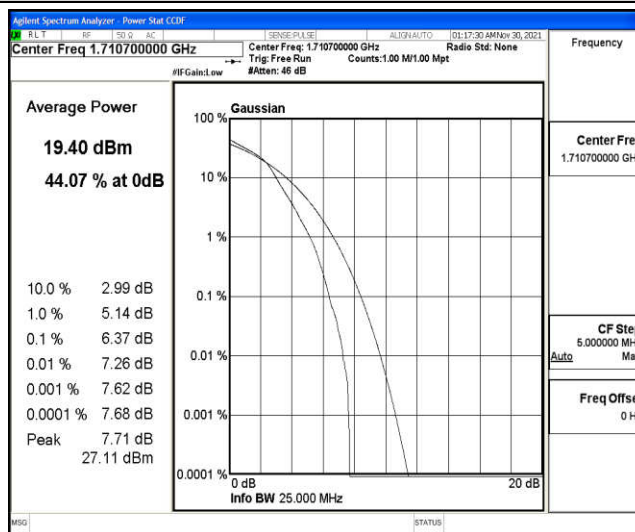 Agilent Spectrum Analyzer - Power Stat CCDF
RLT RF 50 Ω AC SENSE:PULSE ALIGNAUTO 01:17:30 AM Nov 30, 2021
Center Freq 1.710700000 GHz
Center Freq: 1.710700000 GHz Radio Std: None
Trig: Free Run Counts:1.00 M/1.00 Mpt
#IFGain:Low #Atten: 46 dB
Frequency
Average Power
19.40 dBm
44.07 % at 0dB
10.0 % 2.99 dB
1.0 % 5.14 dB
0.1 % 6.37 dB
0.01 % 7.26 dB
0.001 % 7.62 dB
0.0001 % 7.68 dB
Peak 7.71 dB
27.11 dBm
Gaussian
100 %
10 %
1 %
0.1 %
0.01 %
0.001 %
0.0001 %
0 dB 20 dB
Info BW 25.000 MHz
Center Fre
1.710700000 GH
CF Ste
5.000000 MH
Auto Ma
Freq Offse
0 H
MSG STATUS